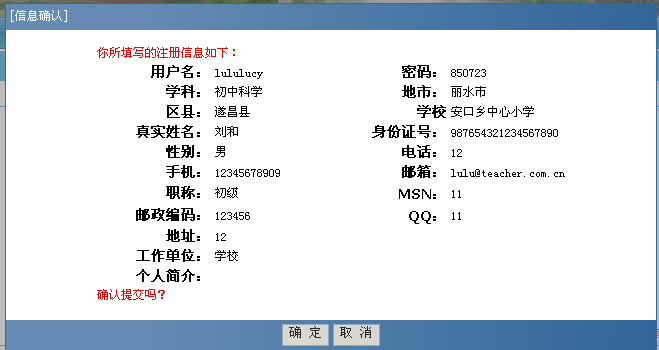 [信息确认]
你所填写的注册信息如下：
用户名： lululucy 密码： 850723
学科： 初中科学 地市： 丽水市
区县： 遂昌县 学校 安口乡中心小学
真实姓名： 刘和 身份证号： 987654321234567890
性别： 男 电话： 12
手机： 12345678909 邮箱： lulu@teacher.com.cn
职称： 初级 MSN： 11
邮政编码： 123456 QQ： 11
地址： 12
工作单位： 学校
个人简介：
确认提交吗？
确 定 取 消